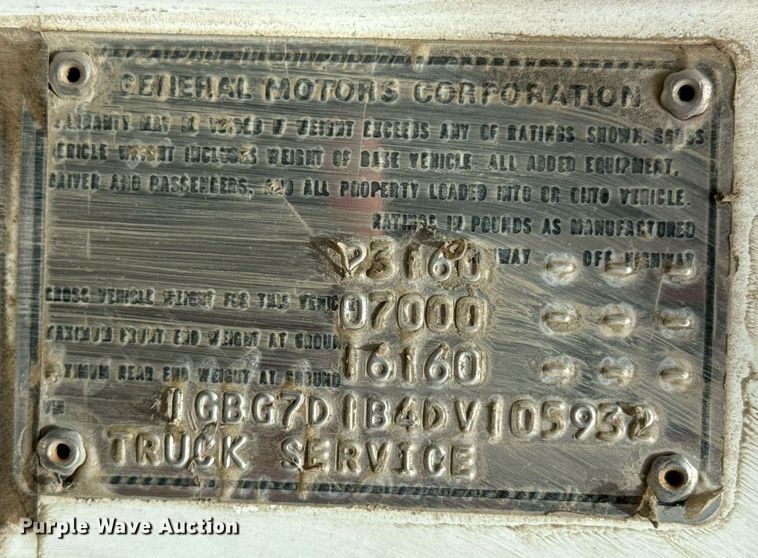 GENERAL MOTORS CORPORATION
WARRANTY MAY BE VOIDED IF WEIGHT EXCEEDS ANY OF RATINGS SHOWN. GROSS
VEHICLE WEIGHT INCLUDES WEIGHT OF BASE VEHICLE, ALL ADDED EQUIPMENT,
DRIVER AND PASSENGERS, AND ALL PROPERTY LOADED INTO OR ONTO VEHICLE.
RATINGS IN POUNDS AS MANUFACTURED
23160 WAY OFF HIGHWAY - - -
GROSS VEHICLE WEIGHT FOR THIS VEHIC 07000 - - -
MAXIMUM FRONT END WEIGHT AT GROU 16160 - - -
MAXIMUM REAR END WEIGHT AT GROUND
VIN 1GBG7D1B4DV105932
TRUCK SERVICE
Purple Wave Auction